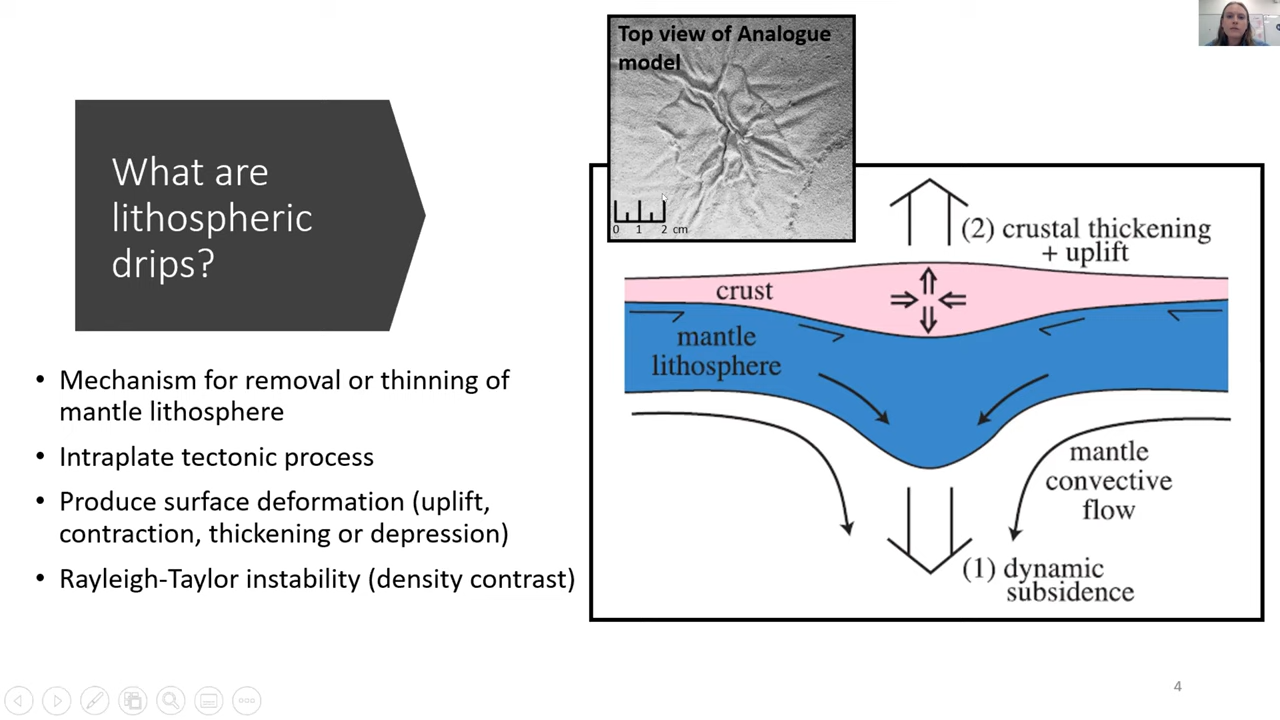 What are
lithospheric
drips?
• Mechanism for removal or thinning of
mantle lithosphere
• Intraplate tectonic process
• Produce surface deformation (uplift,
contraction, thickening or depression)
• Rayleigh-Taylor instability (density contrast)
Top view of Analogue
model
0 1 2 cm
(2) crustal thickening
+ uplift
crust
mantle
lithosphere
mantle
convective
flow
(1) dynamic
subsidence
4